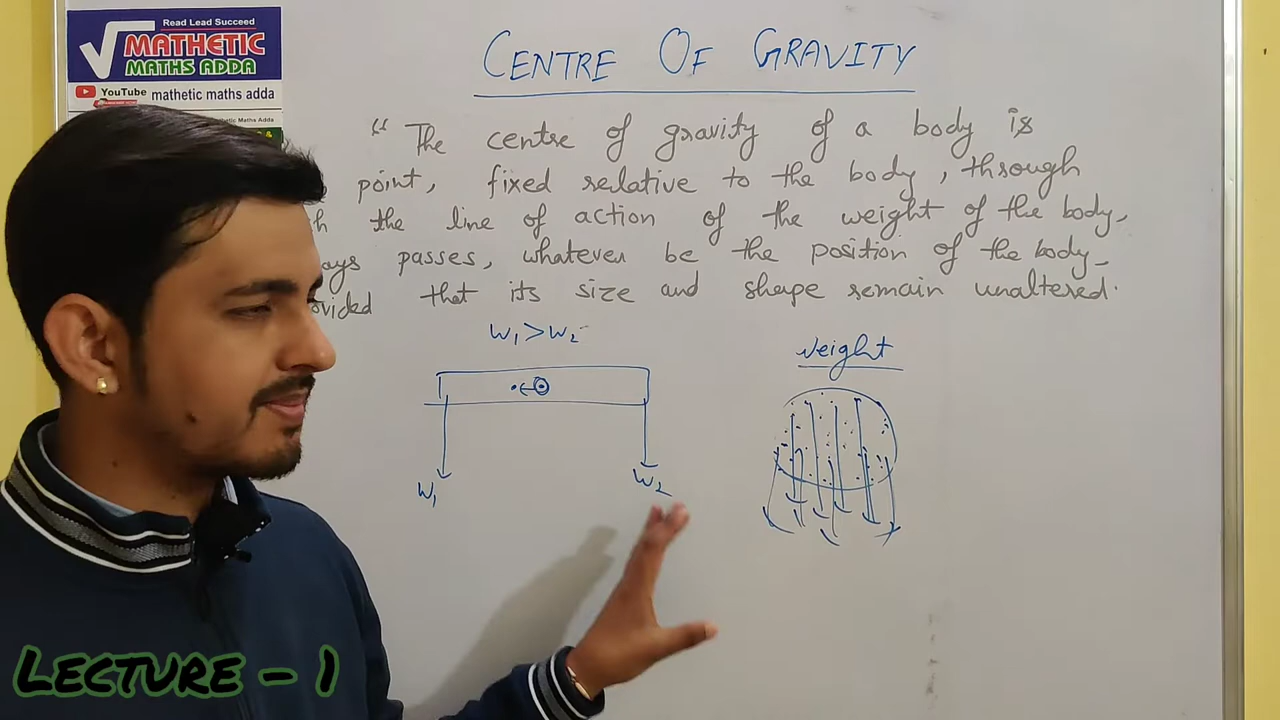 Read Lead Succeed
MATHETIC
MATHS ADDA
YouTube mathetic maths adda
Maths Adda
CENTRE OF GRAVITY
" The centre of gravity of a body is
point, fixed relative to the body, through
the line of action of the weight of the body,
passes, whatever be the position of the body
that its size and shape remain unaltered.
W1 > W2
Weight
W1
W2
LECTURE - 1